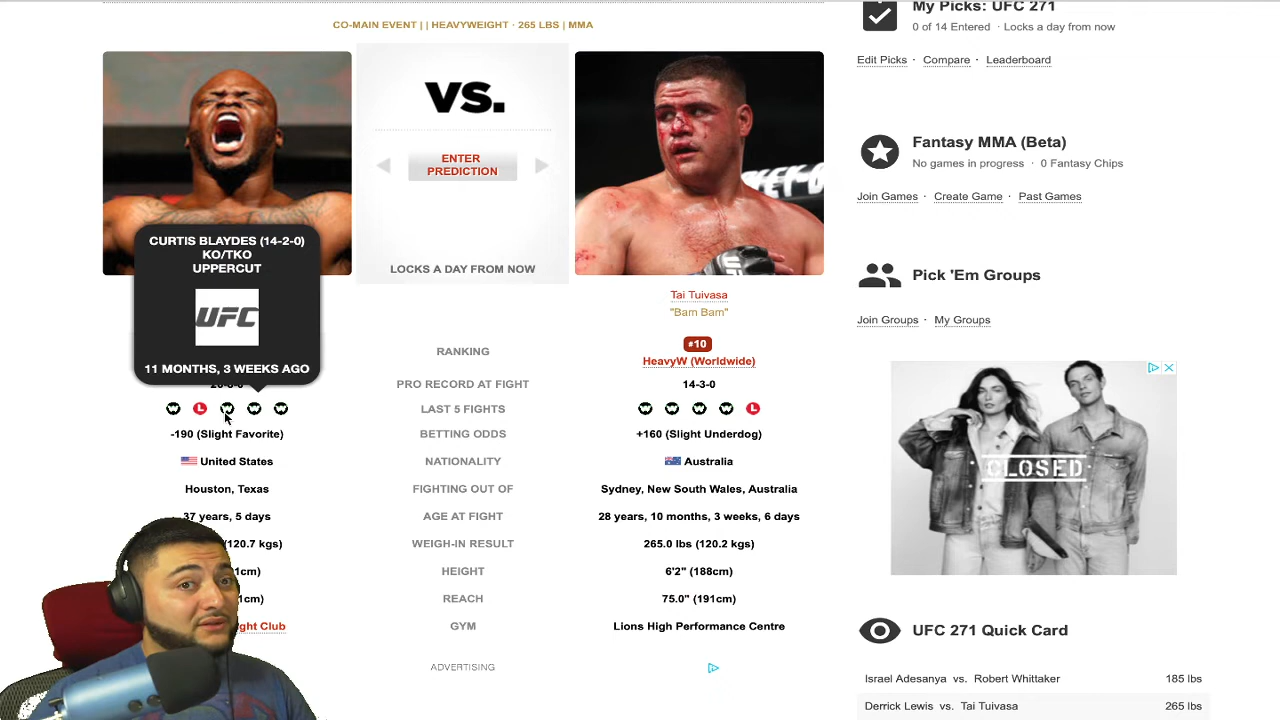 CO-MAIN EVENT | | HEAVYWEIGHT · 265 LBS | MMA
VS.
ENTER
PREDICTION
LOCKS A DAY FROM NOW
CURTIS BLAYDES (14-2-0)
KO/TKO
UPPERCUT
UFC
11 MONTHS, 3 WEEKS AGO
Tai Tuivasa
"Bam Bam"
RANKING
#10
HeavyW (Worldwide)
PRO RECORD AT FIGHT
14-3-0
W L W W W
LAST 5 FIGHTS
W W W W L
-190 (Slight Favorite)
BETTING ODDS
+160 (Slight Underdog)
United States
NATIONALITY
Australia
Houston, Texas
FIGHTING OUT OF
Sydney, New South Wales, Australia
37 years, 5 days
AGE AT FIGHT
28 years, 10 months, 3 weeks, 6 days
(120.7 kgs)
WEIGH-IN RESULT
265.0 lbs (120.2 kgs)
1cm)
HEIGHT
6'2" (188cm)
1cm)
REACH
75.0" (191cm)
ght Club
GYM
Lions High Performance Centre
ADVERTISING
My Picks: UFC 271
0 of 14 Entered · Locks a day from now
Edit Picks · Compare · Leaderboard
Fantasy MMA (Beta)
No games in progress · 0 Fantasy Chips
Join Games · Create Game · Past Games
Pick 'Em Groups
Join Groups · My Groups
CLOSED
UFC 271 Quick Card
Israel Adesanya vs. Robert Whittaker 185 lbs
Derrick Lewis vs. Tai Tuivasa 265 lbs